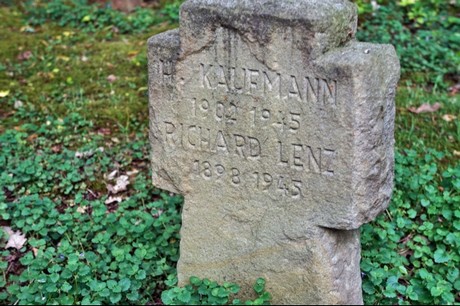 H. KAUFMANN
1902 1945
RICHARD LENZ
1898 1945